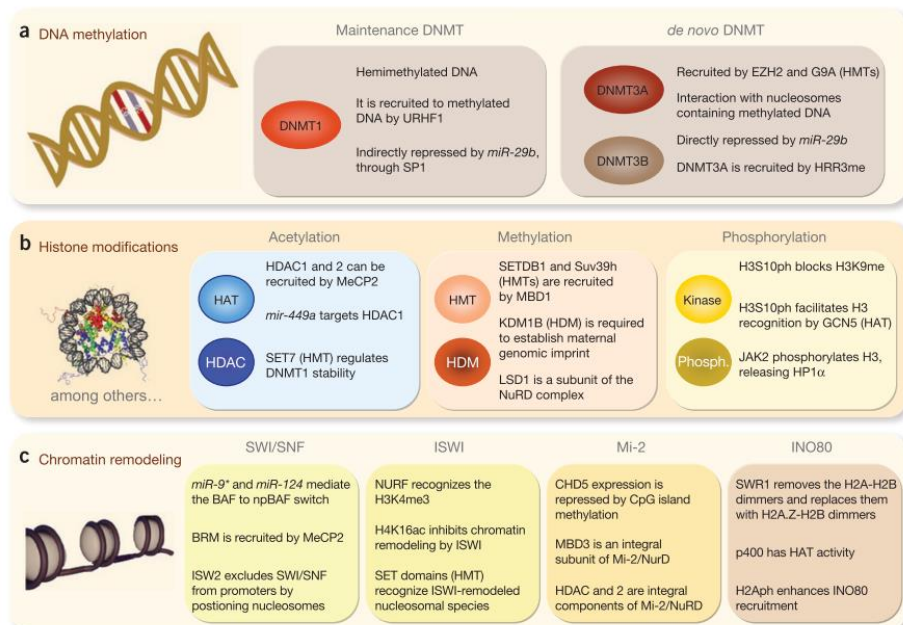 a DNA methylation
Maintenance DNMT
DNMT1
Hemimethylated DNA
It is recruited to methylated
DNA by URHF1
Indirectly repressed by miR-29b,
through SP1
de novo DNMT
DNMT3A
DNMT3B
Recruited by EZH2 and G9A (HMTs)
Interaction with nucleosomes
containing methylated DNA
Directly repressed by miR-29b
DNMT3A is recruited by HRR3me
b Histone modifications
among others…
Acetylation
HAT
HDAC
HDAC1 and 2 can be
recruited by MeCP2
mir-449a targets HDAC1
SET7 (HMT) regulates
DNMT1 stability
Methylation
HMT
HDM
SETDB1 and Suv39h
(HMTs) are recruited
by MBD1
KDM1B (HDM) is required
to establish maternal
genomic imprint
LSD1 is a subunit of the
NuRD complex
Phosphorylation
Kinase
Phosph.
H3S10ph blocks H3K9me
H3S10ph facilitates H3
recognition by GCN5 (HAT)
JAK2 phosphorylates H3,
releasing HP1α
c Chromatin remodeling
SWI/SNF
miR-9* and miR-124 mediate
the BAF to npBAF switch
BRM is recruited by MeCP2
ISW2 excludes SWI/SNF
from promoters by
postioning nucleosomes
ISWI
NURF recognizes the
H3K4me3
H4K16ac inhibits chromatin
remodeling by ISWI
SET domains (HMT)
recognize ISWI-remodeled
nucleosomal species
Mi-2
CHD5 expression is
repressed by CpG island
methylation
MBD3 is an integral
subunit of Mi-2/NurD
HDAC and 2 are integral
components of Mi-2/NuRD
INO80
SWR1 removes the H2A-H2B
dimmers and replaces them
with H2A.Z-H2B dimmers
p400 has HAT activity
H2Aph enhances INO80
recruitment